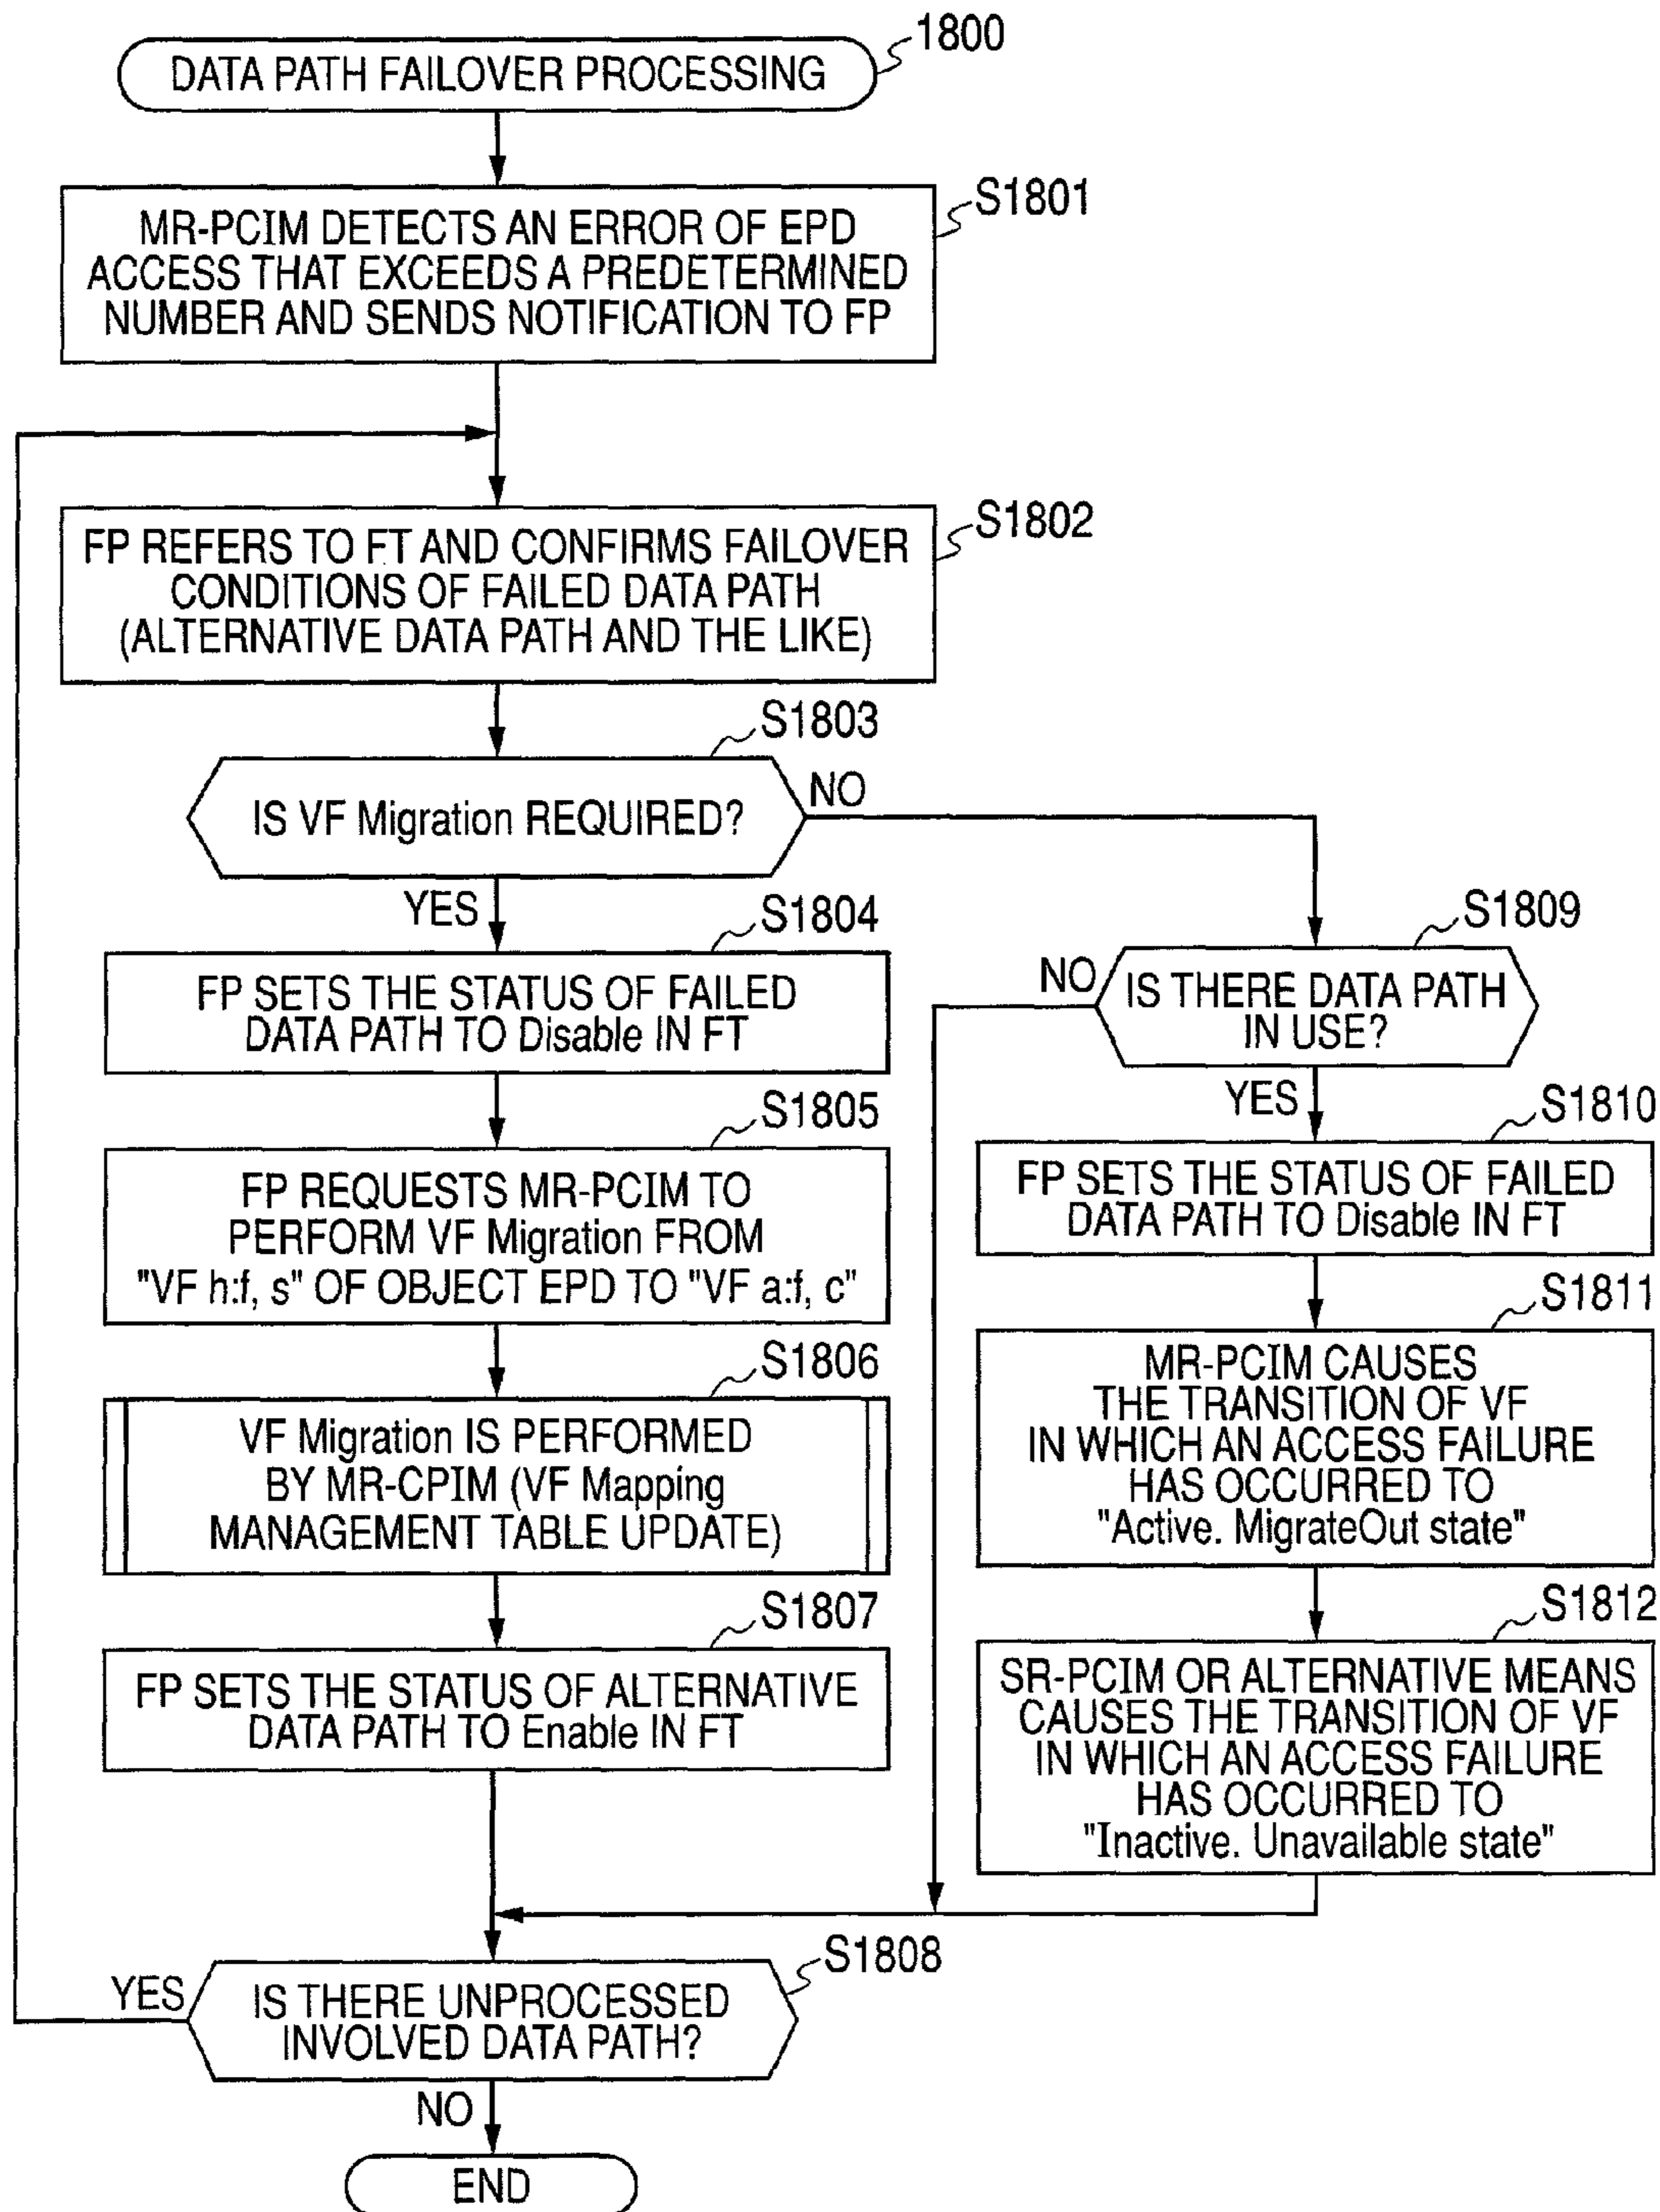 1800
DATA PATH FAILOVER PROCESSING
S1801
MR-PCIM DETECTS AN ERROR OF EPD
ACCESS THAT EXCEEDS A PREDETERMINED
NUMBER AND SENDS NOTIFICATION TO FP
S1802
FP REFERS TO FT AND CONFIRMS FAILOVER
CONDITIONS OF FAILED DATA PATH
(ALTERNATIVE DATA PATH AND THE LIKE)
S1803
IS VF Migration REQUIRED?
NO
YES
S1804
FP SETS THE STATUS OF FAILED
DATA PATH TO Disable IN FT
S1805
FP REQUESTS MR-PCIM TO
PERFORM VF Migration FROM
"VF h:f, s" OF OBJECT EPD TO "VF a:f, c"
S1806
VF Migration IS PERFORMED
BY MR-CPIM (VF Mapping
MANAGEMENT TABLE UPDATE)
S1807
FP SETS THE STATUS OF ALTERNATIVE
DATA PATH TO Enable IN FT
S1809
NO
IS THERE DATA PATH
IN USE?
YES
S1810
FP SETS THE STATUS OF FAILED
DATA PATH TO Disable IN FT
S1811
MR-PCIM CAUSES
THE TRANSITION OF VF
IN WHICH AN ACCESS FAILURE
HAS OCCURRED TO
"Active. MigrateOut state"
S1812
SR-PCIM OR ALTERNATIVE MEANS
CAUSES THE TRANSITION OF VF
IN WHICH AN ACCESS FAILURE
HAS OCCURRED TO
"Inactive. Unavailable state"
S1808
YES
IS THERE UNPROCESSED
INVOLVED DATA PATH?
NO
END